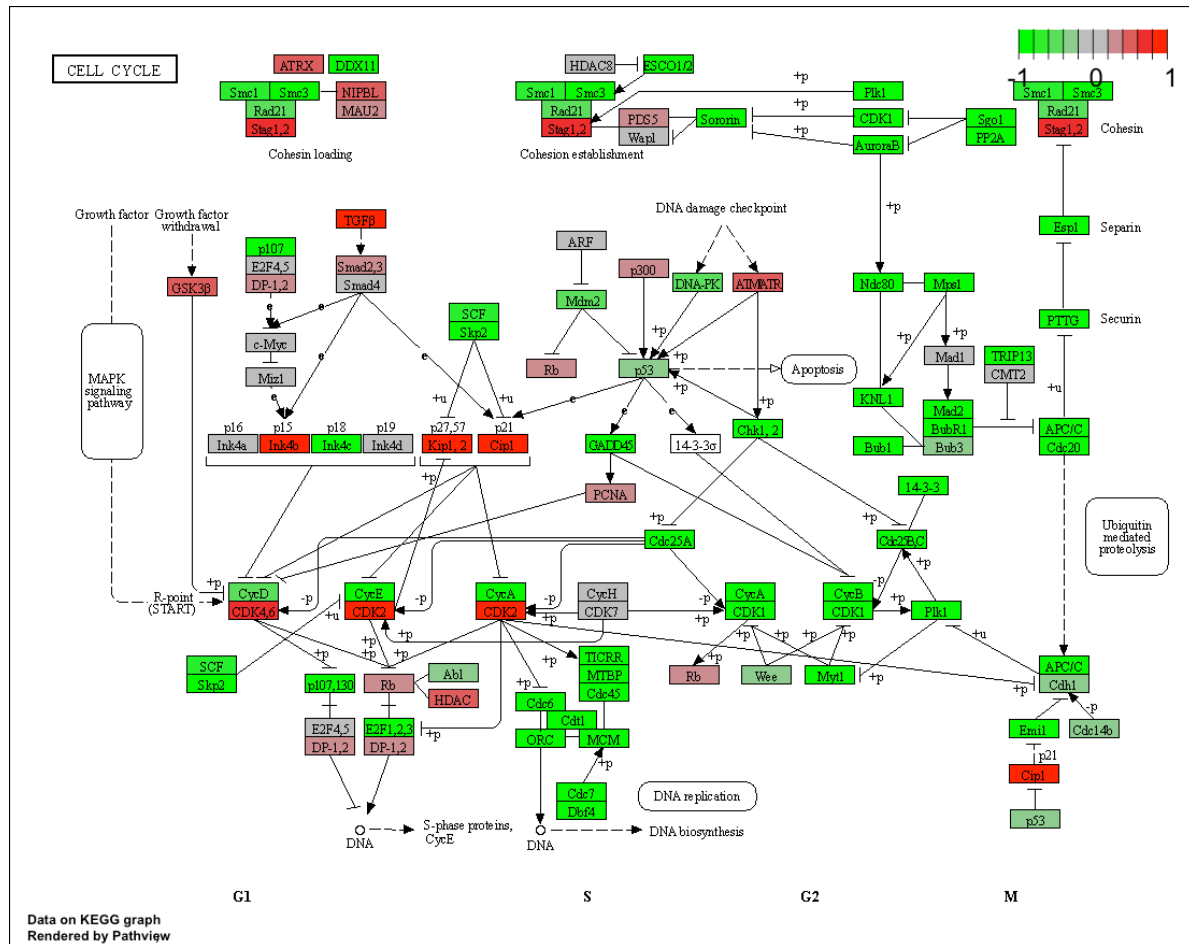 CELL CYCLE
-1 0 1
ATRX DDX11
Smc1 Smc3 NIPBL
Rad21 MAU2
Stag1,2
Cohesin loading
HDAC8 ESCO1/2
Smc1 Smc3
Rad21
Stag1,2
PDS5 Sororin
Wapl
Cohesion establishment
+p
Plk1
+p
CDK1
+p
AuroraB
Sgo1
PP2A
Smc1 Smc3
Rad21
Stag1,2
Cohesin
+p
Growth factor
Growth factor
withdrawal
TGFβ
DNA damage checkpoint
p107
E2F4,5
DP-1,2
Smad2,3
Smad4
GSK3β
ARF
p300
DNA-PK
ATM/ATR
Mdm2
Esp1
Separin
Ndc80 Mps1
PTTG
Securin
SCF
Skp2
e e
c-Myc
Miz1
e e e
+p
+p
+p
+p
+p
MAPK
signaling
pathway
Rb
p53
Apoptosis
+p
+p
Mad1
TRIP13
CMT2
+u
KNL1
Mad2
BubR1
Bub3
Bub1
APC/C
Cdc20
+u +u
e e e
p16 p15 p18 p19 p27,57 p21
Ink4a Ink4b Ink4c Ink4d Kip1, 2 Cip1
GADD45
14-3-3σ
Chk1, 2
+p
PCNA
14-3-3
+p
+p
Cdc25A
Cdc25B,C
Ubiquitin
mediated
proteolysis
R-point
(START)
+p
CycD
CDK4,6
-p
CycE
CDK2
-p
CycA
CDK2
-p
CycH
CDK7
+p
CycA
CDK1
CycB
CDK1
-p
+p
+p
Plk1
+u
+p
+p
+p
+p
+p
+p
+p
+p
+p
+u
SCF
Skp2
p107,130
Rb
Abl
HDAC
TICRR
MTBP
Cdc45
Rb
Wee
Myt1
+p
+p
APC/C
Cdh1
-p
Cdc6
Cdt1
ORC MCM
E2F4,5
DP-1,2
E2F1,2,3
DP-1,2
+p
+p
Emi1
Cdc14b
p21
Cip1
Cdc7
Dbf4
DNA replication
p53
DNA
S-phase proteins,
CycE
DNA
DNA biosynthesis
G1 S G2 M
Data on KEGG graph
Rendered by Pathview